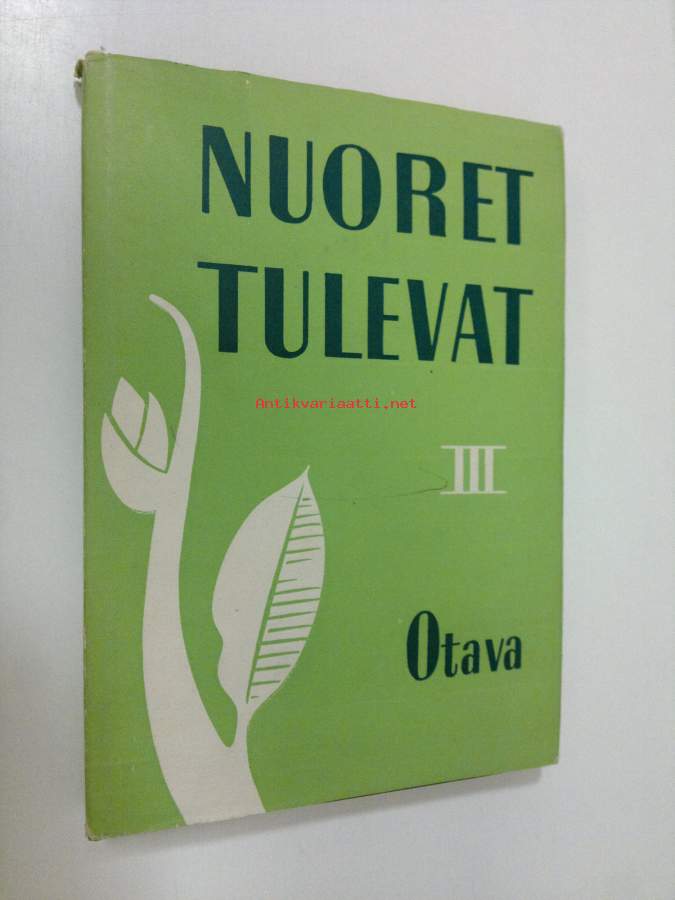 NUORET
TULEVAT
Antikvariaatti.net
III
Otava